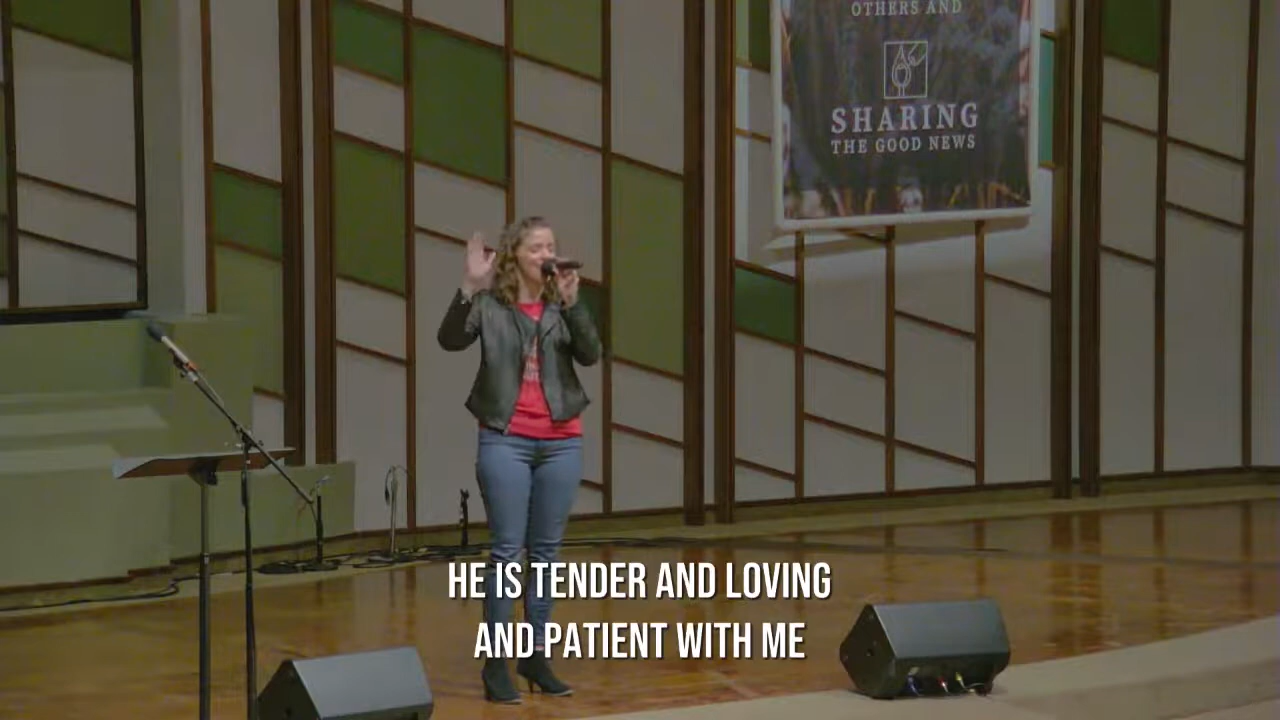 OTHERS AND
SHARING
THE GOOD NEWS
HE IS TENDER AND LOVING
AND PATIENT WITH ME